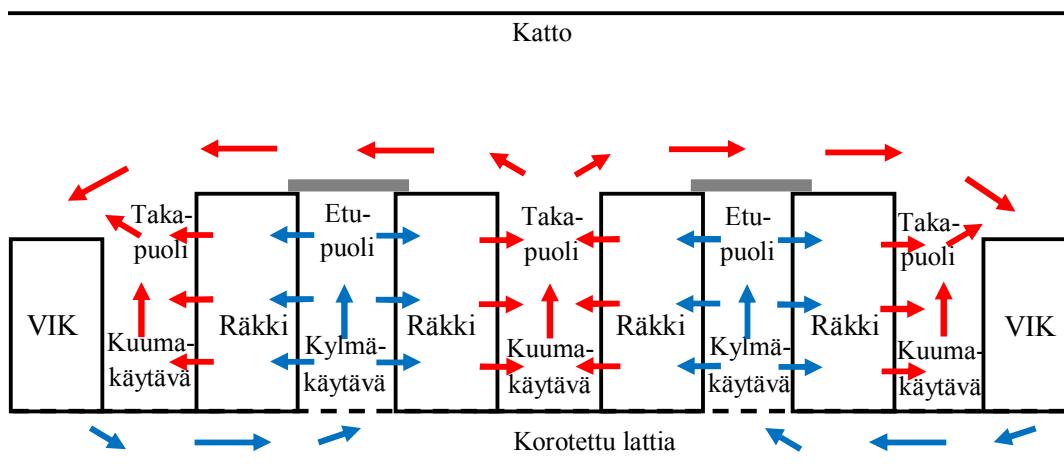 Katto
Taka-
puoli
Etu-
puoli
Taka-
puoli
Etu-
puoli
Taka-
puoli
VIK
Räkki
Räkki
Räkki
Räkki
VIK
Kuuma-
käytävä
Kylmä-
käytävä
Kuuma-
käytävä
Kylmä-
käytävä
Kuuma-
käytävä
Korotettu lattia